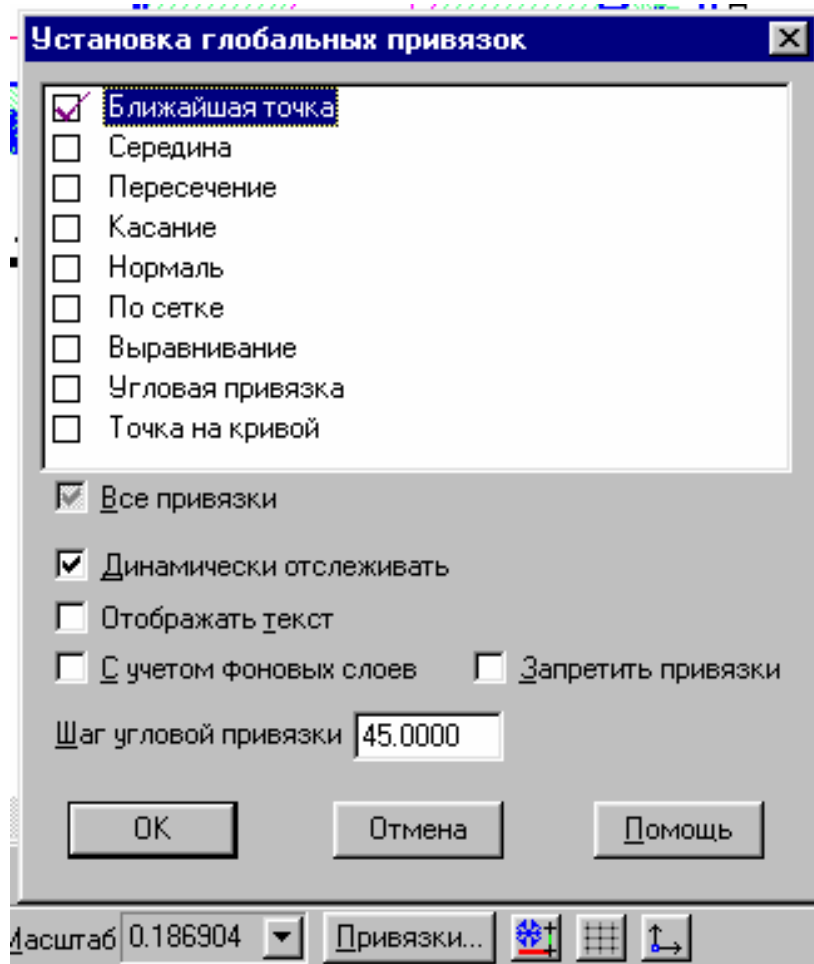 Установка глобальных привязок
Ближайшая точка
Середина
Пересечение
Касание
Нормаль
По сетке
Выравнивание
Угловая привязка
Точка на кривой
Все привязки
Динамически отслеживать
Отображать текст
С учетом фоновых слоев Запретить привязки
Шаг угловой привязки 45.0000
OK Отмена Помощь
Масштаб 0.186904 Привязки...